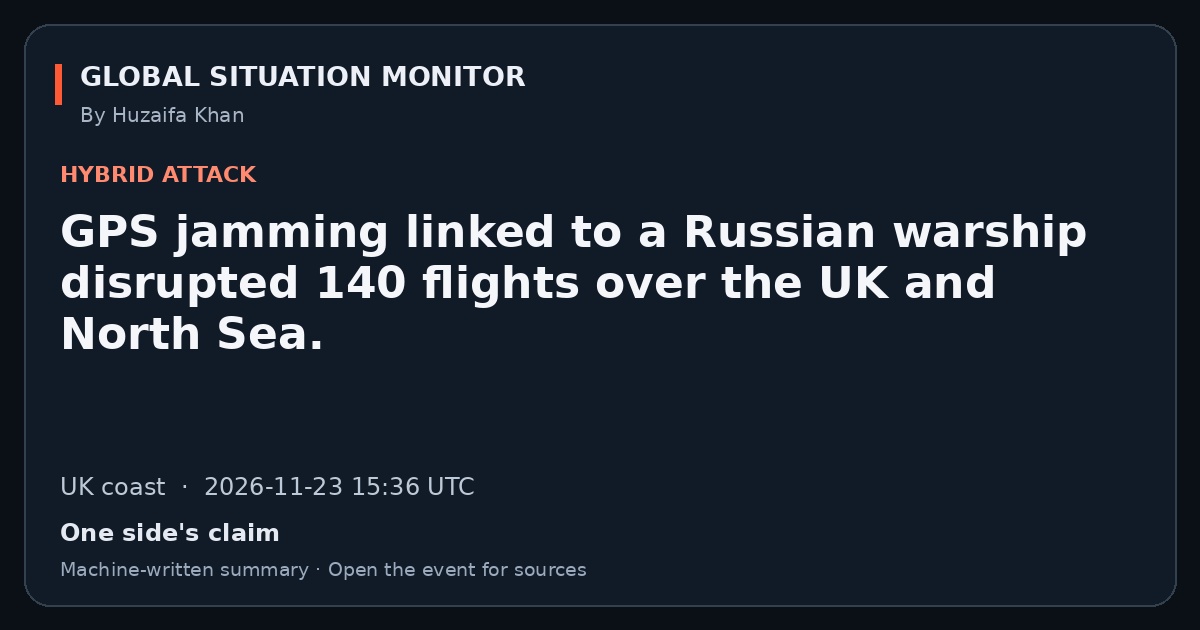 GLOBAL SITUATION MONITOR
By Huzaifa Khan
HYBRID ATTACK
GPS jamming linked to a Russian warship
disrupted 140 flights over the UK and
North Sea.
UK coast · 2026-11-23 15:36 UTC
One side's claim
Machine-written summary · Open the event for sources